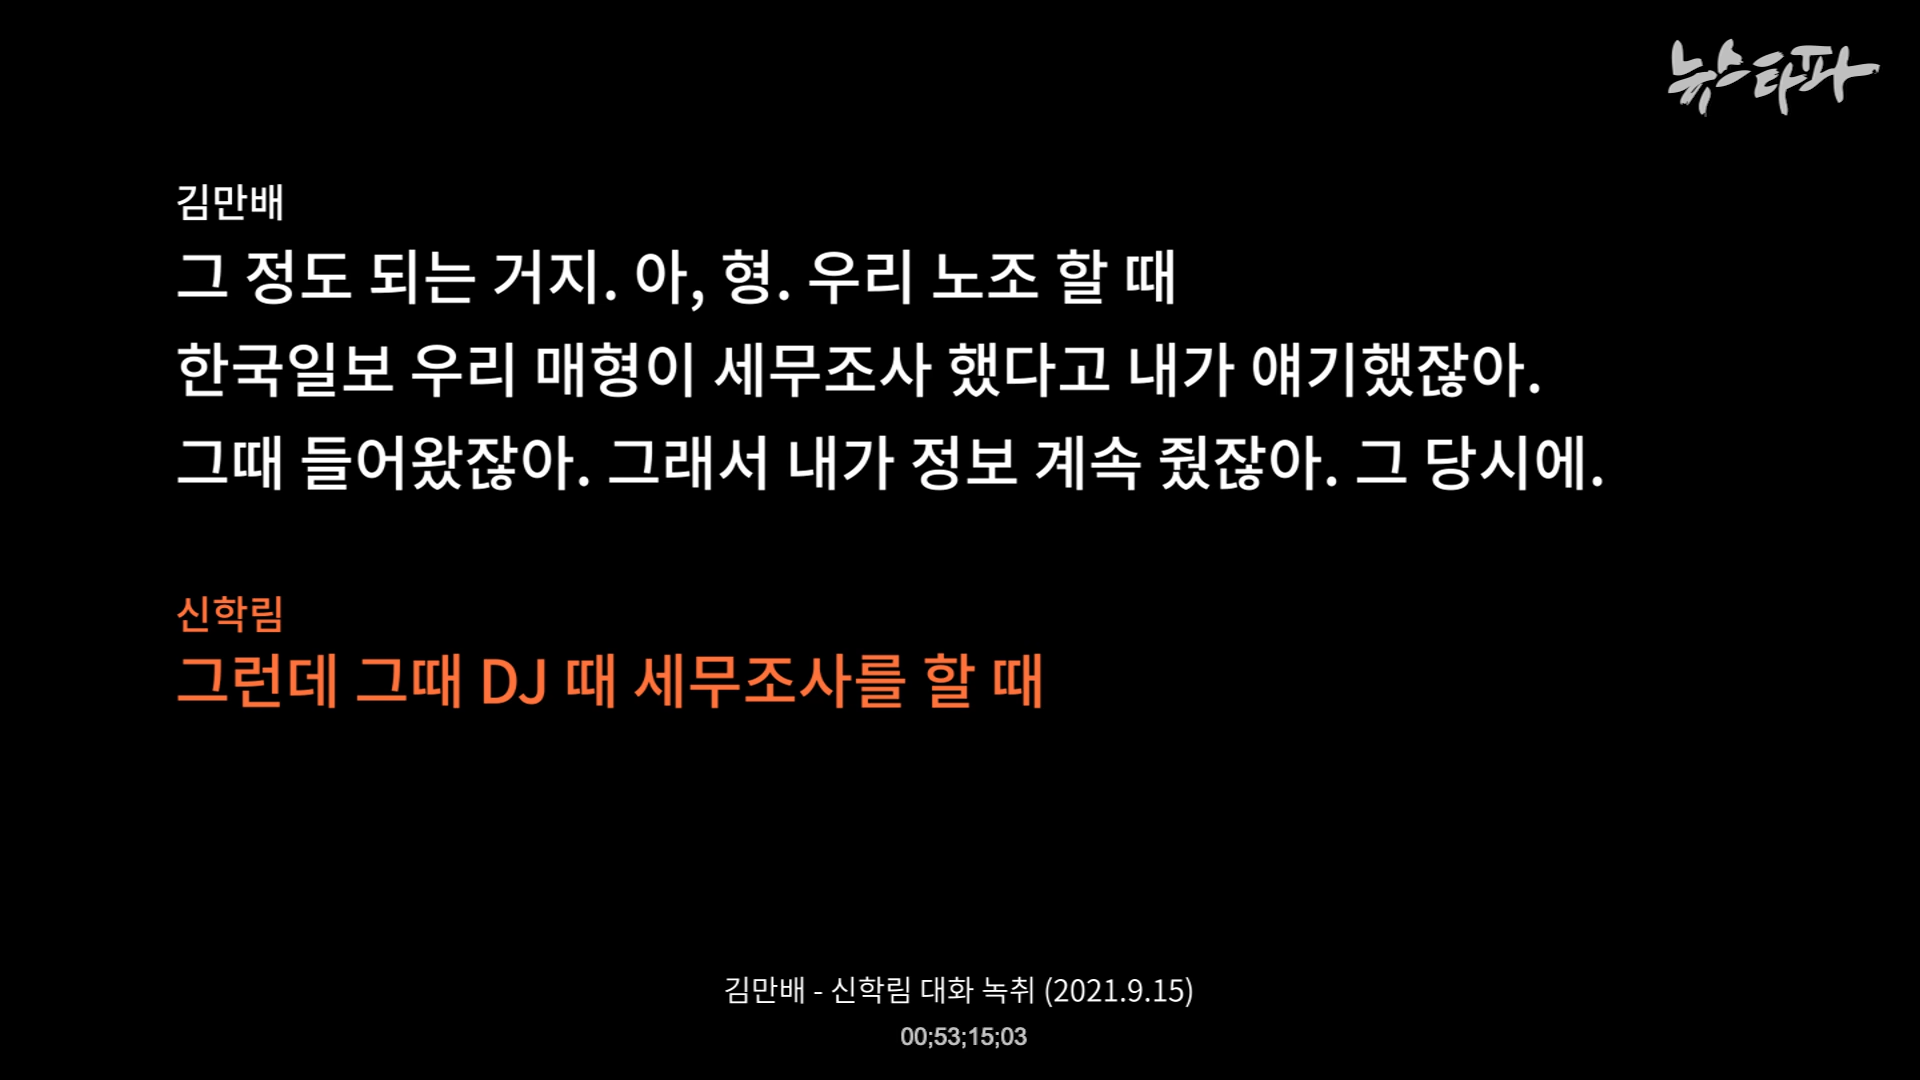 뉴스타파
김만배
그 정도 되는 거지. 아, 형. 우리 노조 할 때
한국일보 우리 매형이 세무조사 했다고 내가 얘기했잖아.
그때 들어왔잖아. 그래서 내가 정보 계속 줬잖아. 그 당시에.
신학림
그런데 그때 DJ 때 세무조사를 할 때
김만배 - 신학림 대화 녹취 (2021.9.15)
00;53;15;03